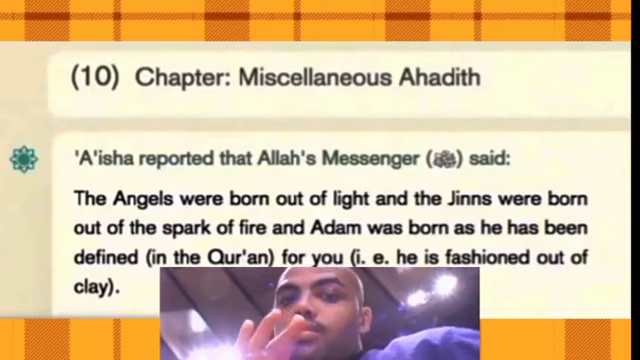 (10) Chapter: Miscellaneous Ahadith
'A'isha reported that Allah's Messenger (ﷺ) said:
The Angels were born out of light and the Jinns were born
out of the spark of fire and Adam was born as he has been
defined (in the Qur'an) for you (i. e. he is fashioned out of
clay).